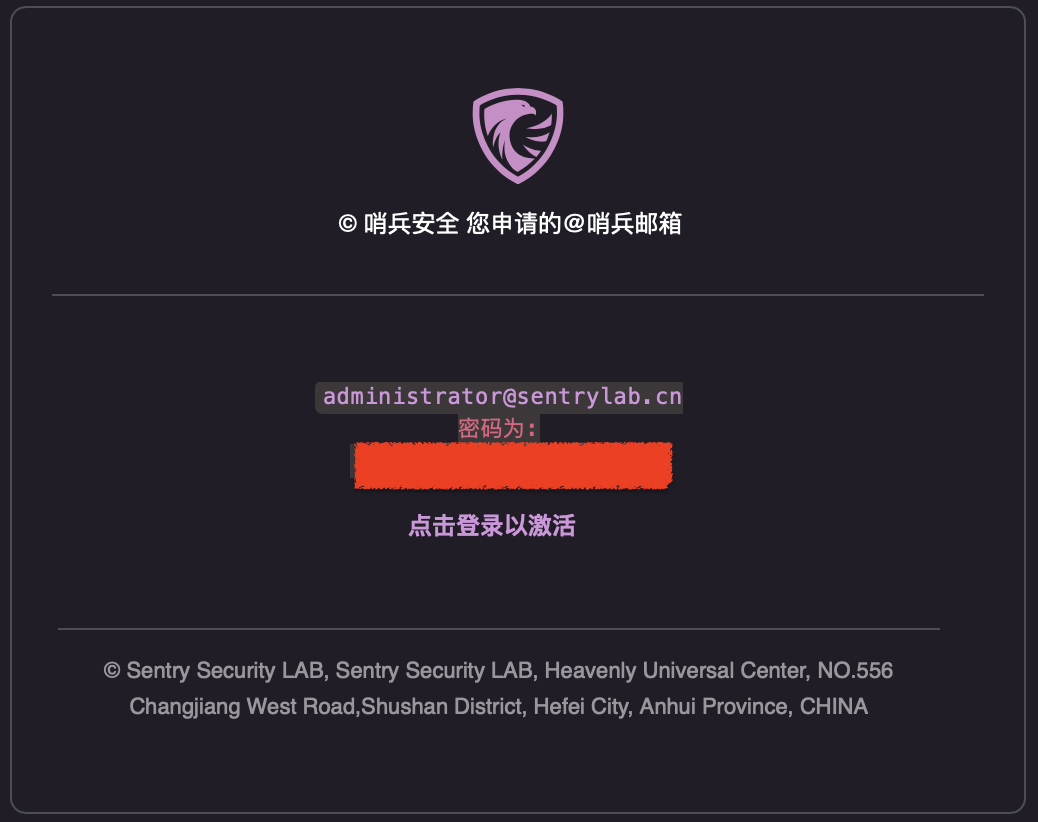 © 哨兵安全 您申请的@哨兵邮箱
administrator@sentrylab.cn
密码为:
点击登录以激活
© Sentry Security LAB, Sentry Security LAB, Heavenly Universal Center, NO.556
Changjiang West Road,Shushan District, Hefei City, Anhui Province, CHINA